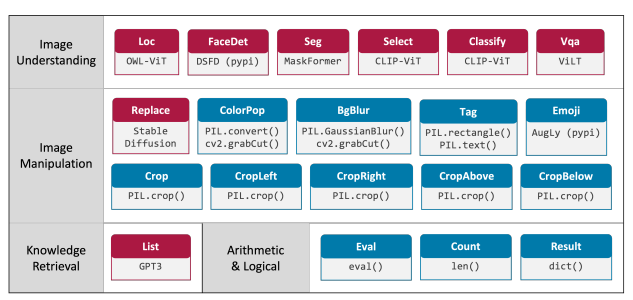 Image
Understanding
Loc
OWL-ViT
FaceDet
DSFD (pypi)
Seg
MaskFormer
Select
CLIP-ViT
Classify
CLIP-ViT
Vqa
ViLT
Image
Manipulation
Replace
Stable
Diffusion
ColorPop
PIL.convert()
cv2.grabCut()
BgBlur
PIL.GaussianBlur()
cv2.grabCut()
Tag
PIL.rectangle()
PIL.text()
Emoji
AugLy (pypi)
Crop
PIL.crop()
CropLeft
PIL.crop()
CropRight
PIL.crop()
CropAbove
PIL.crop()
CropBelow
PIL.crop()
Knowledge
Retrieval
List
GPT3
Arithmetic
& Logical
Eval
eval()
Count
len()
Result
dict()